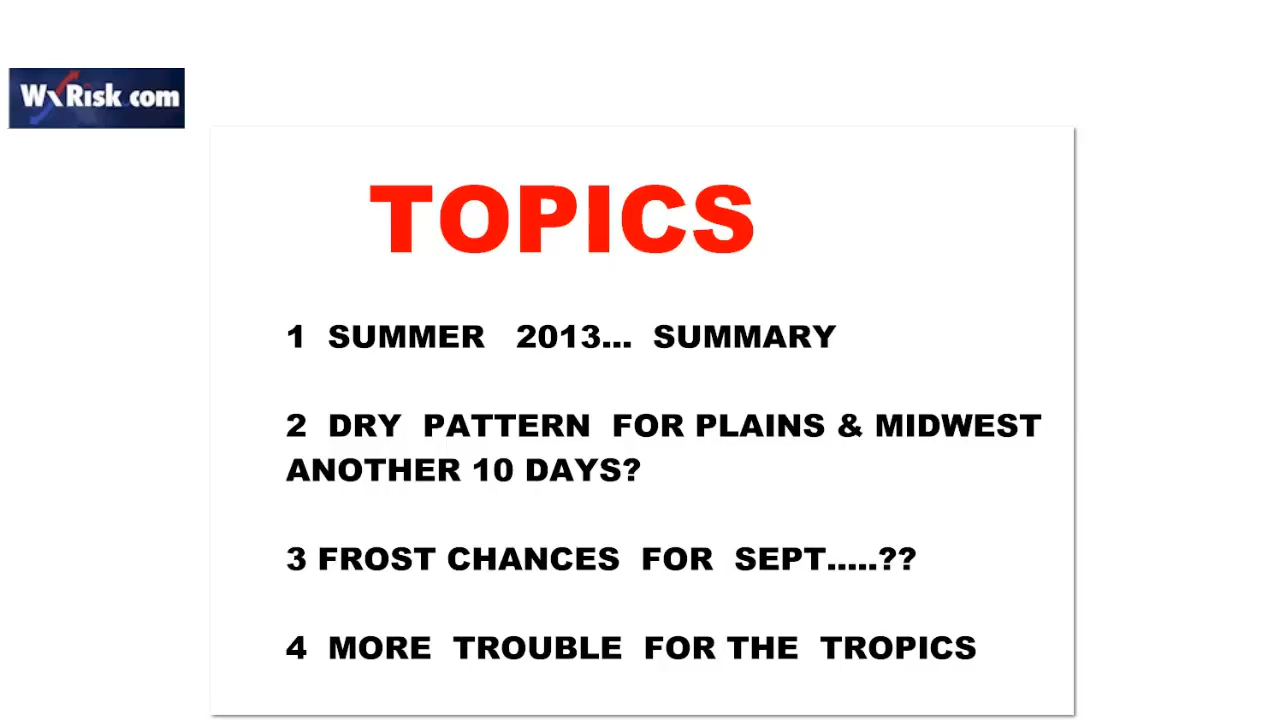 WxRisk.com
TOPICS
1 SUMMER 2013... SUMMARY
2 DRY PATTERN FOR PLAINS & MIDWEST
ANOTHER 10 DAYS?
3 FROST CHANCES FOR SEPT.....??
4 MORE TROUBLE FOR THE TROPICS